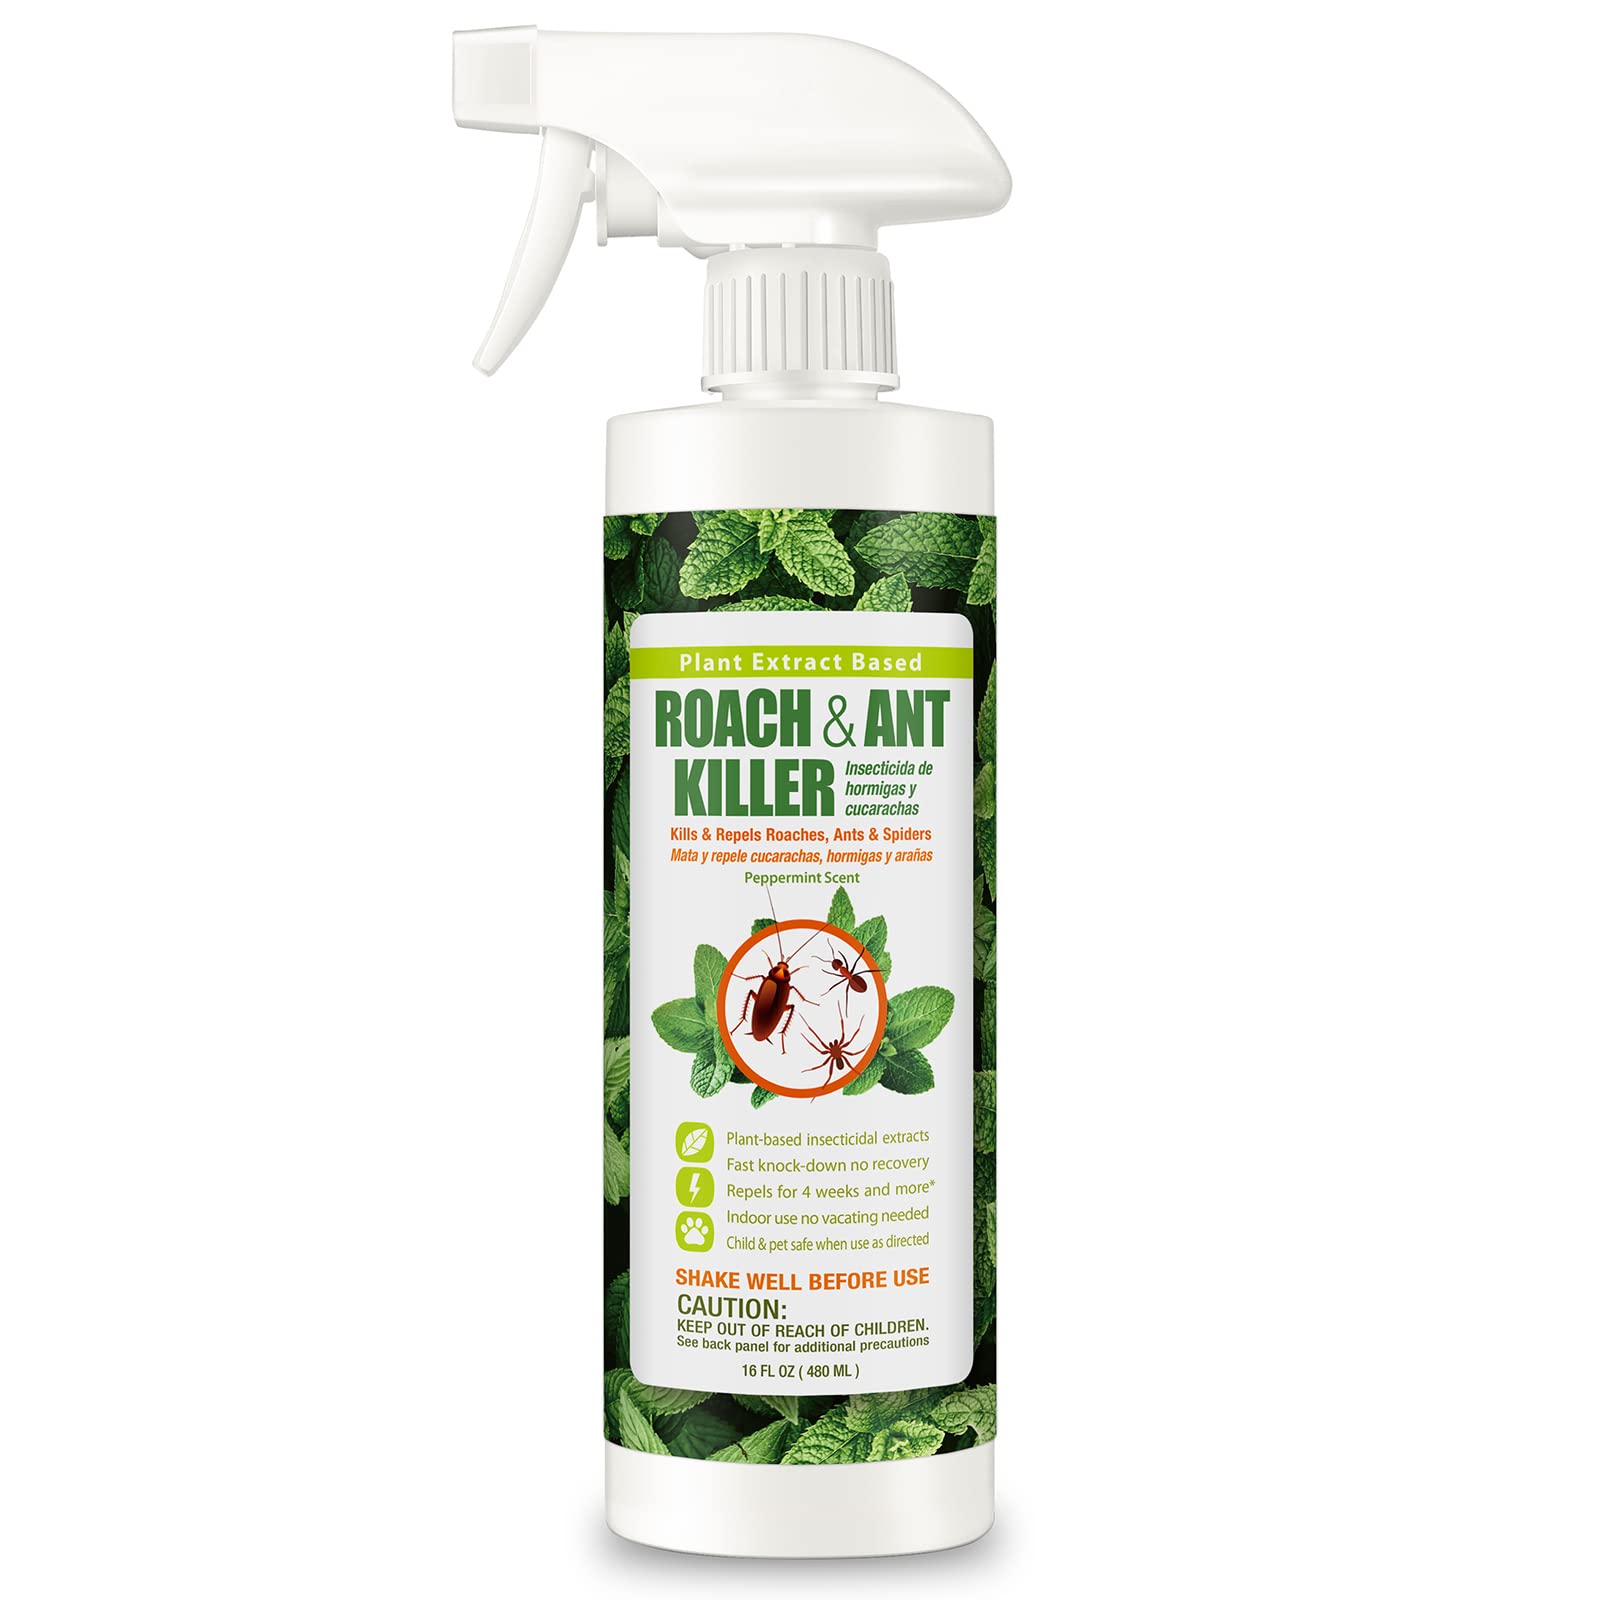 Plant Extract Based
ROACH & ANT
KILLER
Insecticida de
hormigas y
cucarachas
Kills & Repels Roaches, Ants & Spiders
Mata y repele cucarachas, hormigas y arañas
Peppermint Scent
Plant-based insecticidal extracts
Fast knock-down no recovery
Repels for 4 weeks and more*
Indoor use no vacating needed
Child & pet safe when use as directed
SHAKE WELL BEFORE USE
CAUTION:
KEEP OUT OF REACH OF CHILDREN.
See back panel for additional precautions
16 FL OZ ( 480 ML )